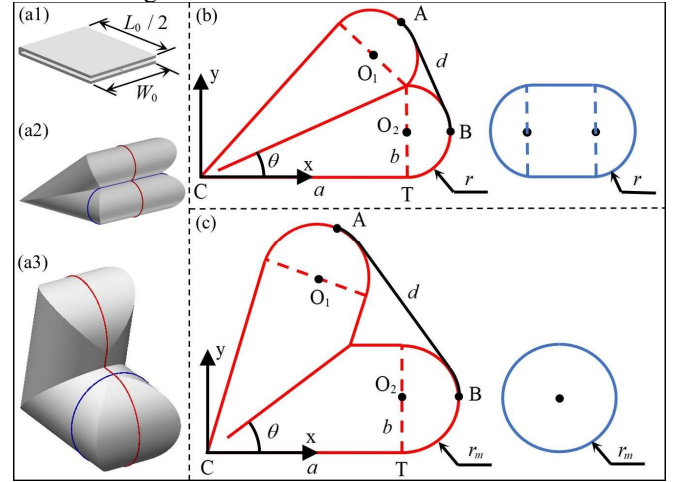 (a1)
L₀ / 2
W₀
(a2)
(a3)
(b)
A
y
O₁
d
O₂
B
θ
x
b
C
a
T
r
r
(c)
A
O₁
d
y
O₂
B
θ
x
b
C
a
T
rₘ
rₘ